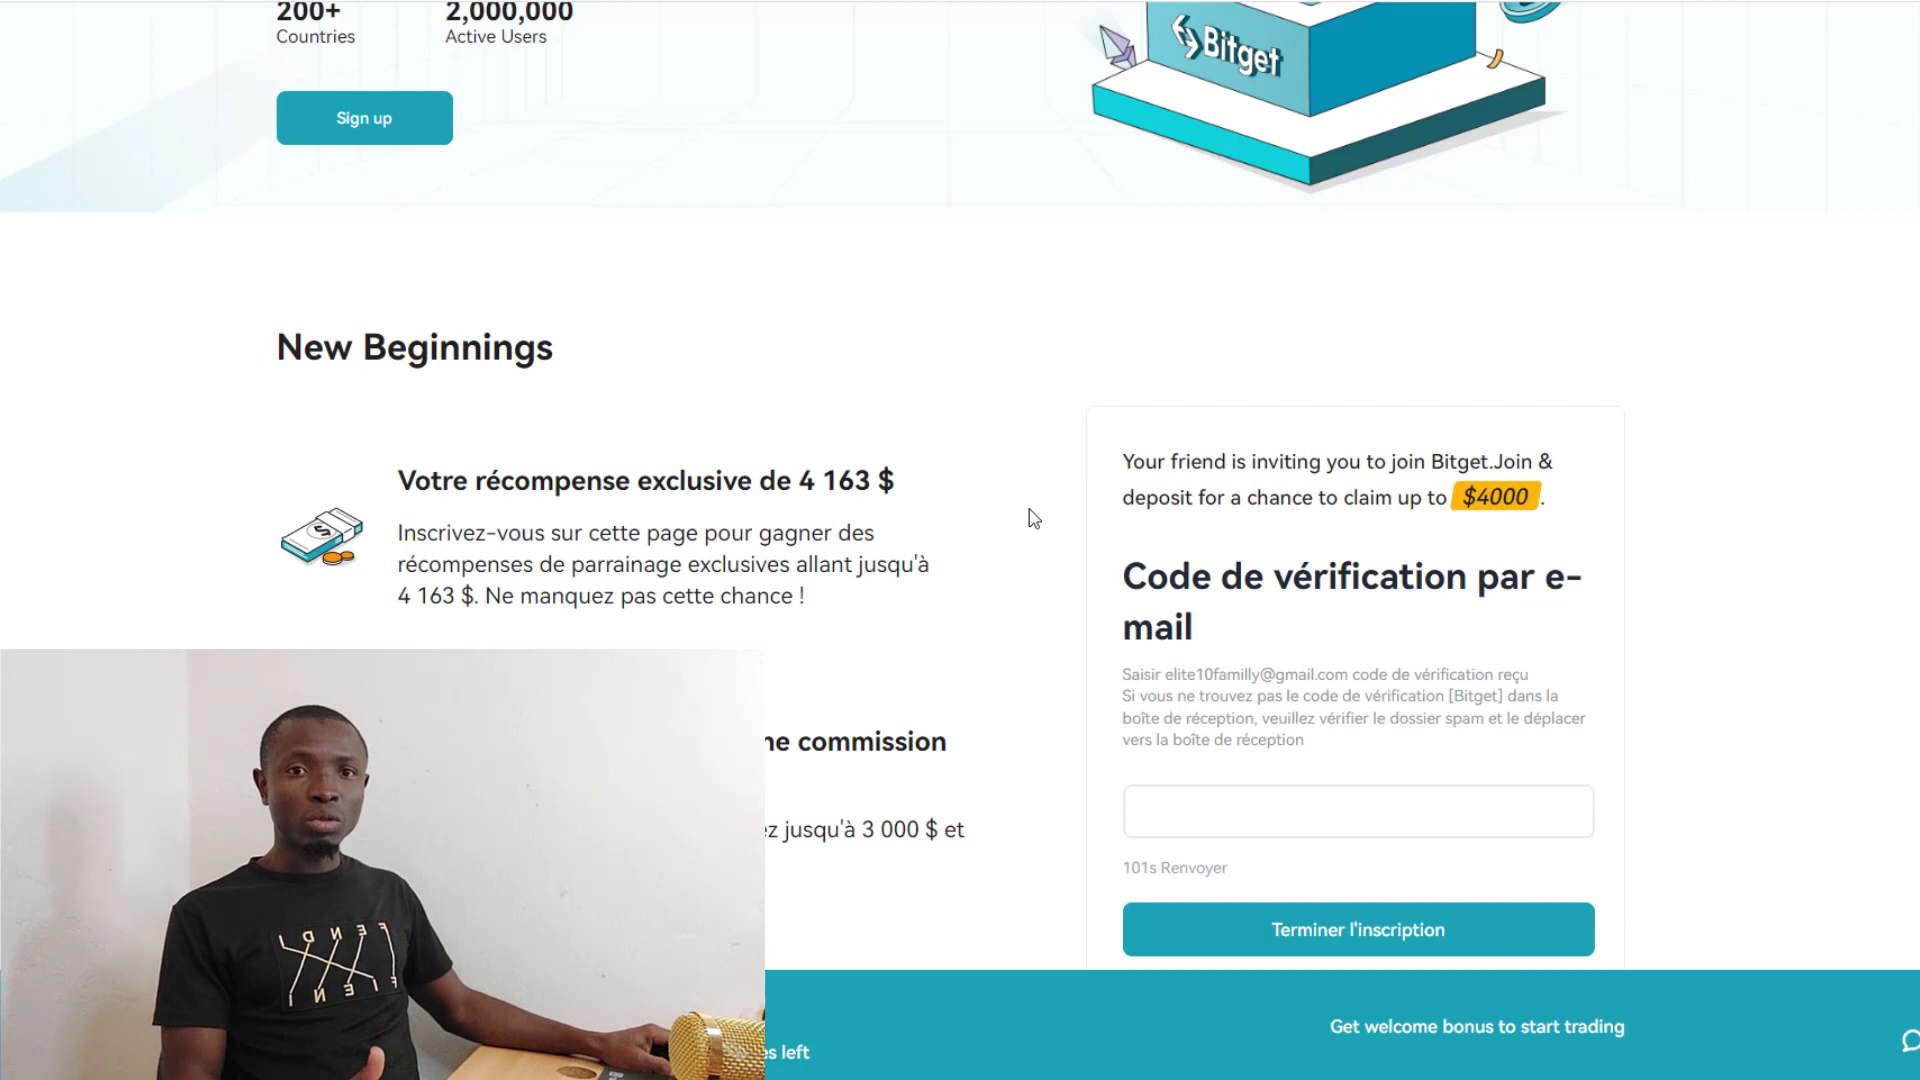 200+
Countries
2,000,000
Active Users
Sign up
Bitget
New Beginnings
Votre récompense exclusive de 4 163 $
Inscrivez-vous sur cette page pour gagner des
récompenses de parrainage exclusives allant jusqu'à
4 163 $. Ne manquez pas cette chance !
commission
jusqu'à 3 000 $ et
Your friend is inviting you to join Bitget.Join &
deposit for a chance to claim up to $4000 .
Code de vérification par e-
mail
Saisir elite10familly@gmail.com code de vérification reçu
Si vous ne trouvez pas le code de vérification [Bitget] dans la
boîte de réception, veuillez vérifier le dossier spam et le déplacer
vers la boîte de réception
101s Renvoyer
Terminer l'inscription
Get welcome bonus to start trading
left